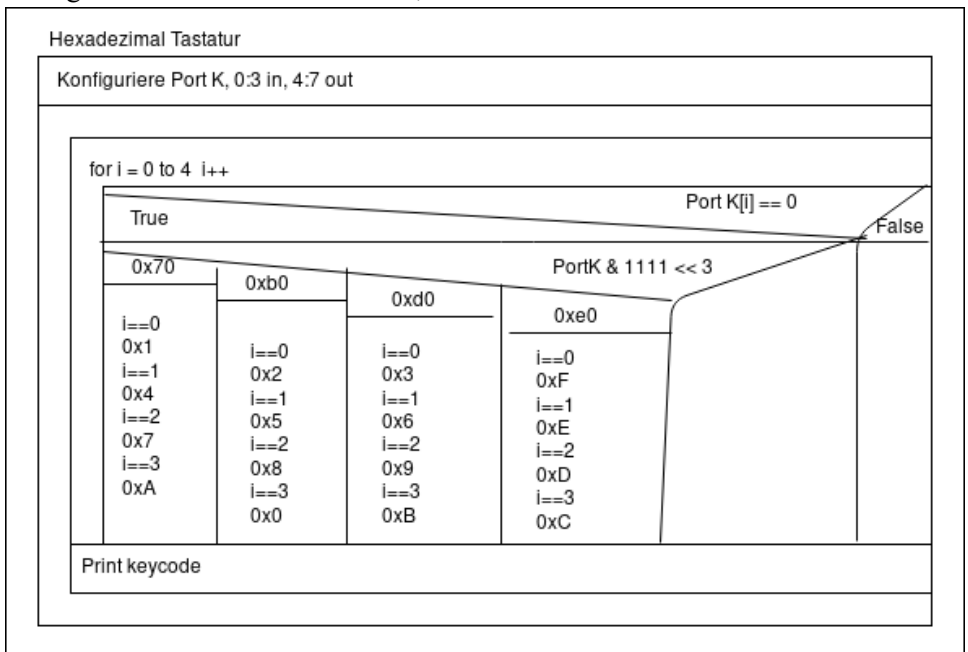 Hexadezimal Tastatur
Konfiguriere Port K, 0:3 in, 4:7 out
for i = 0 to 4 i++
Port K[i] == 0
True
False
PortK & 1111 << 3
0x70
i==0
0x1
i==1
0x4
i==2
0x7
i==3
0xA
0xb0
i==0
0x2
i==1
0x5
i==2
0x8
i==3
0x0
0xd0
i==0
0x3
i==1
0x6
i==2
0x9
i==3
0xB
0xe0
i==0
0xF
i==1
0xE
i==2
0xD
i==3
0xC
Print keycode